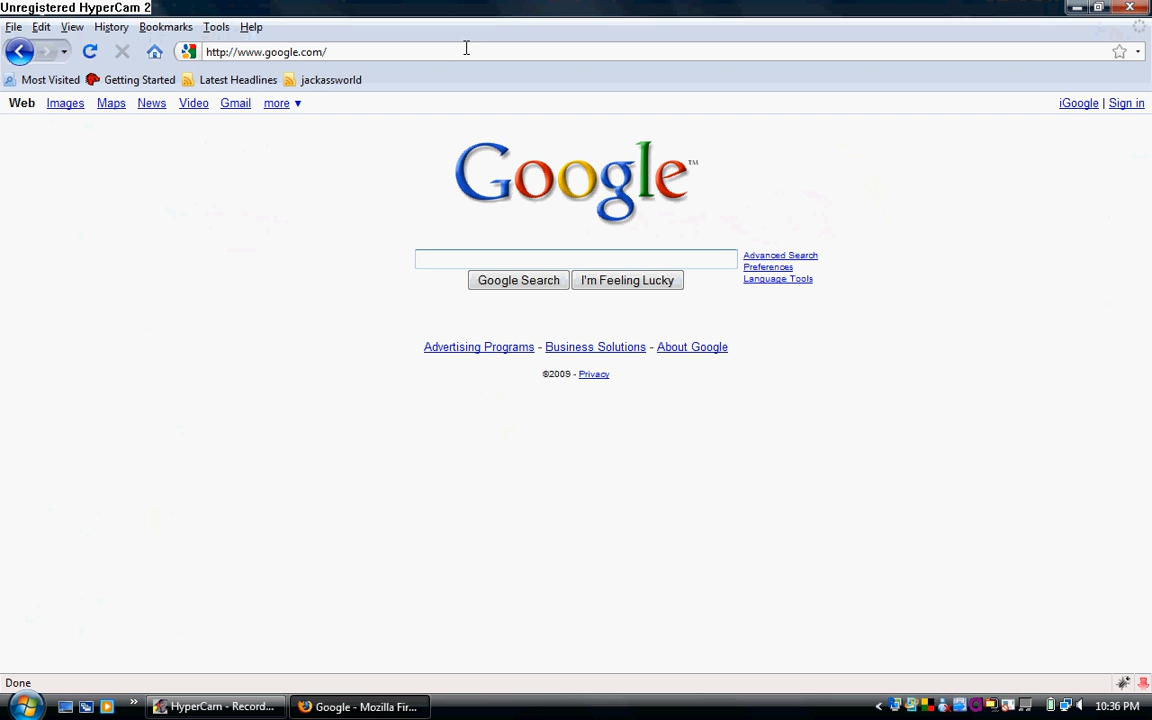 Unregistered HyperCam 2
File Edit View History Bookmarks Tools Help
http://www.google.com/
Most Visited Getting Started Latest Headlines jackassworld
Web Images Maps News Video Gmail more ▼ iGoogle | Sign in
Google™
Advanced Search
Preferences
Language Tools
Google Search I'm Feeling Lucky
Advertising Programs - Business Solutions - About Google
©2009 - Privacy
Done
» HyperCam - Record... Google - Mozilla Fir... < 10:36 PM